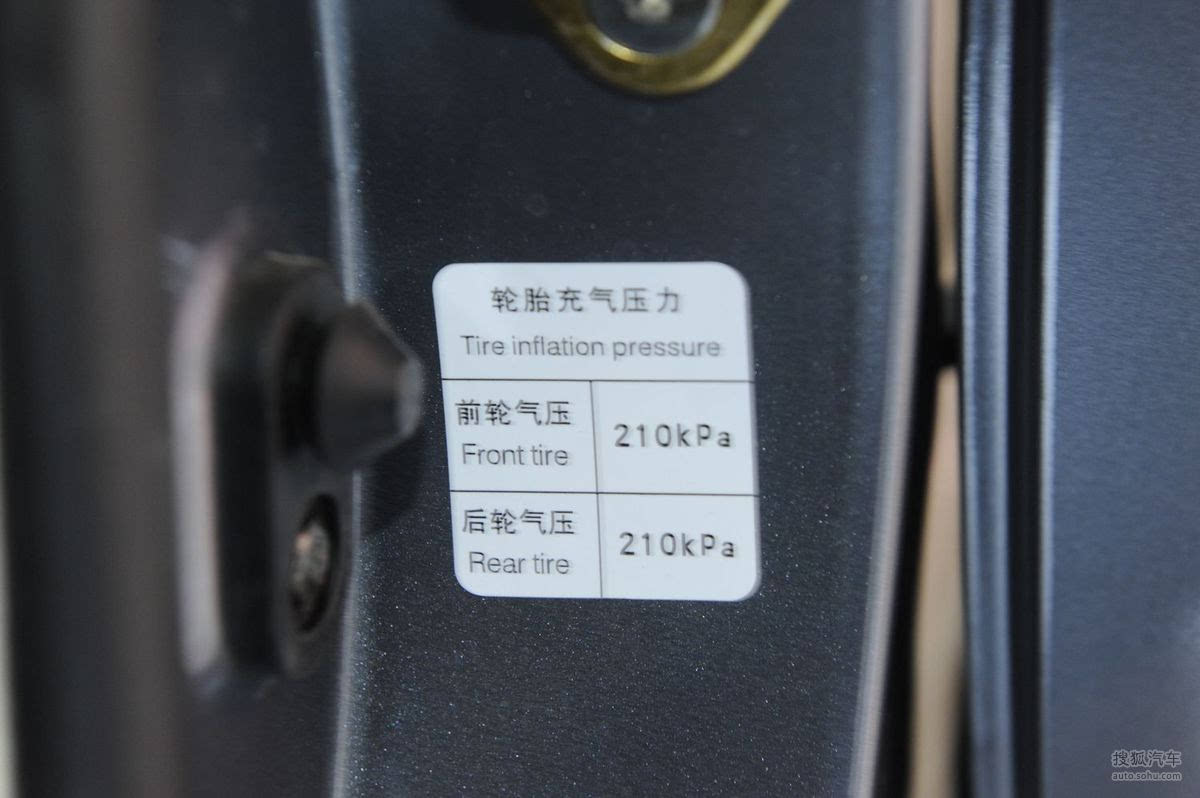 轮胎充气压力
Tire inflation pressure
前轮气压
Front tire
210kPa
后轮气压
Rear tire
210kPa
搜狐汽车
auto.sohu.com